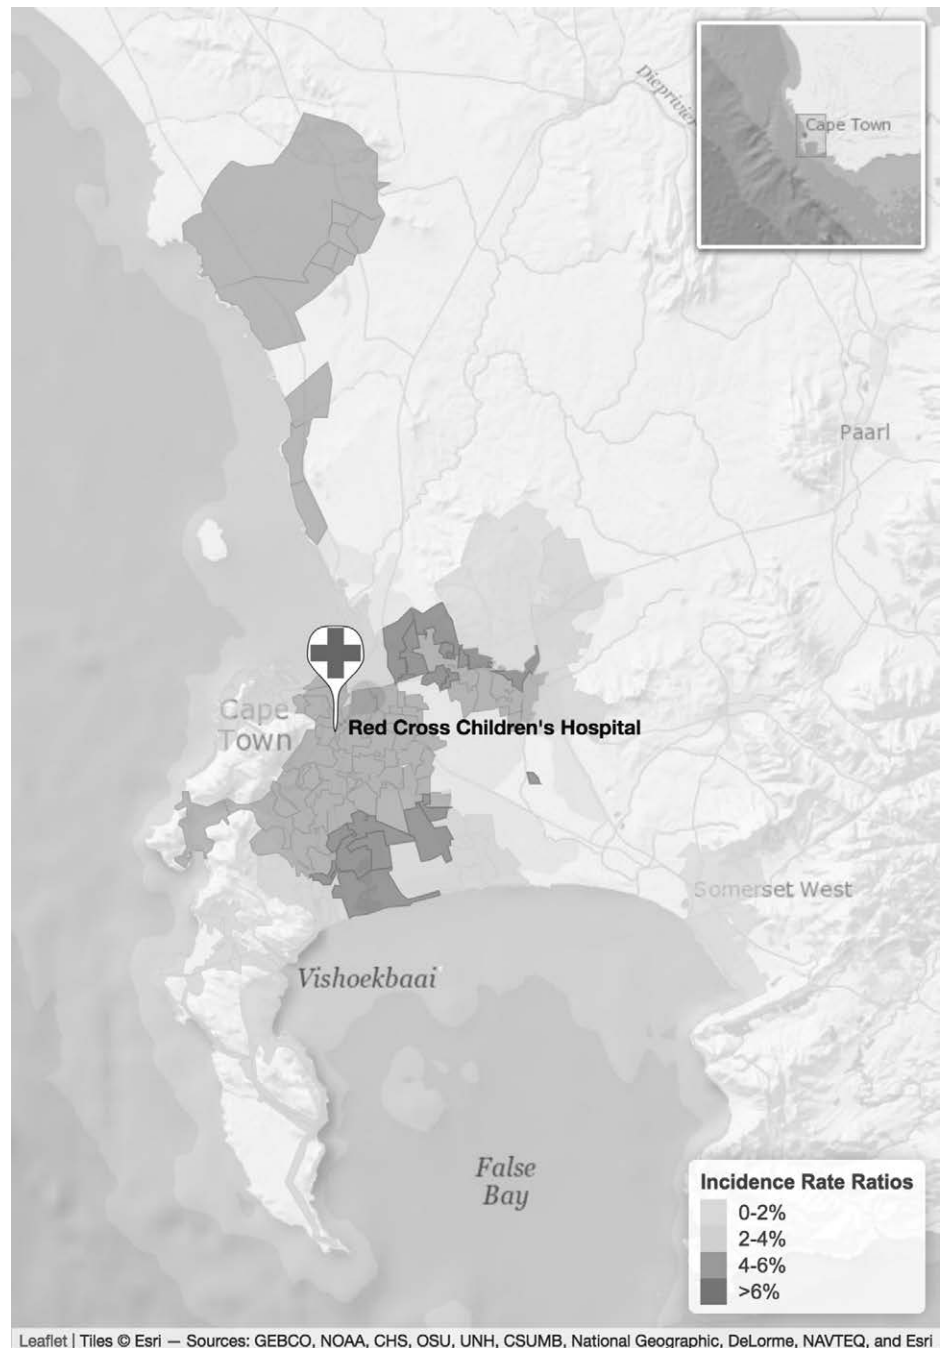 Dieprivier
Cape Town
Paarl
Cape
Town
Red Cross Children's Hospital
Somerset West
Vishoekbaai
False
Bay
Incidence Rate Ratios
0-2%
2-4%
4-6%
>6%
Leaflet | Tiles © Esri — Sources: GEBCO, NOAA, CHS, OSU, UNH, CSUMB, National Geographic, DeLorme, NAVTEQ, and Esri